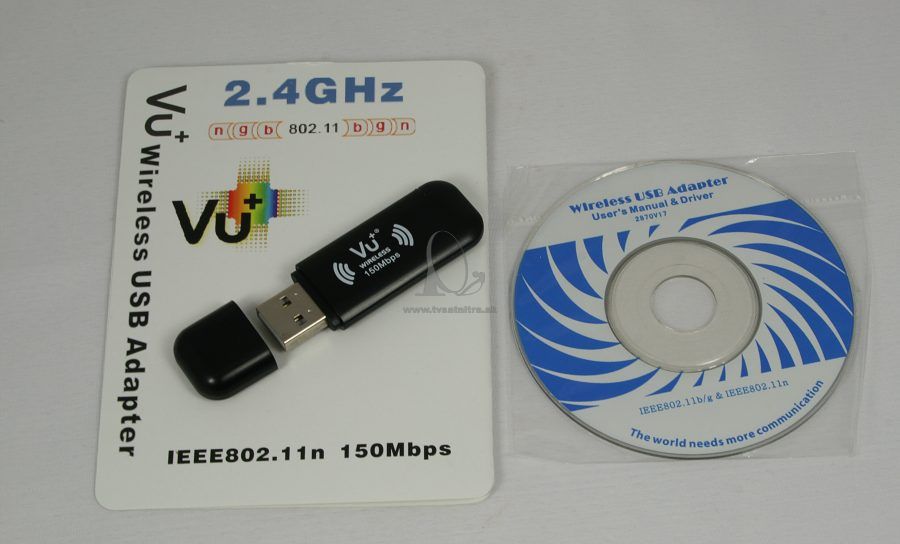 2.4GHz
n g b 802.11 b g n
Vu+ Wireless USB Adapter
Vu+
Vu+®
WIRELESS
150Mbps
IEEE802.11n 150Mbps
www.tvsatnitra.sk
Wireless USB Adapter
User's Manual & Driver
2870V17
IEEE802.11b/g & IEEE802.11n
The world needs more communication